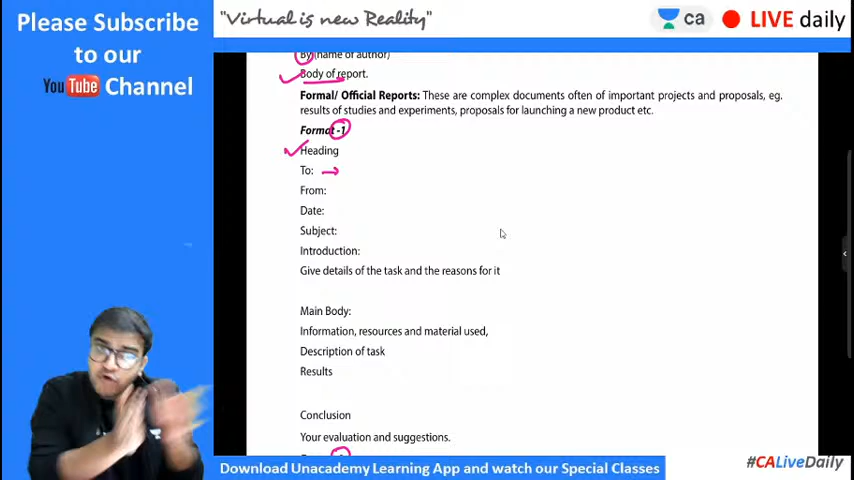 Please Subscribe
to our
YouTube Channel
"Virtual is new Reality"
ca
LIVE daily
By (name of author)
Body of report.
Formal/ Official Reports: These are complex documents often of important projects and proposals, eg.
results of studies and experiments, proposals for launching a new product etc.
Format -1
Heading
To:
From:
Date:
Subject:
Introduction:
Give details of the task and the reasons for it
Main Body:
Information, resources and material used,
Description of task
Results
Conclusion
Your evaluation and suggestions.
Download Unacademy Learning App and watch our Special Classes
#CALiveDaily